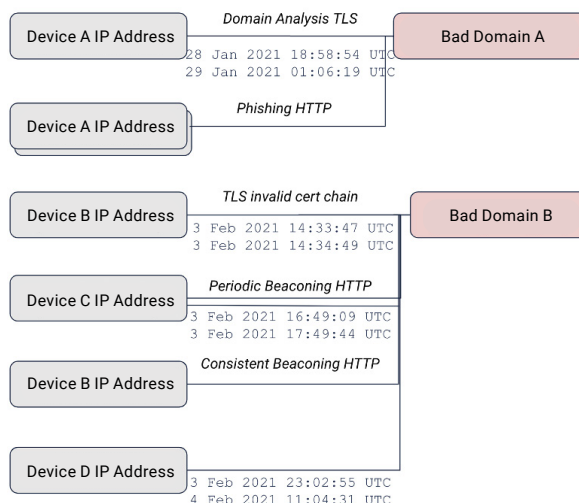 Domain Analysis TLS
Device A IP Address
Bad Domain A
28 Jan 2021 18:58:54 UTC
29 Jan 2021 01:06:19 UTC
Phishing HTTP
Device A IP Address
TLS invalid cert chain
Device B IP Address
Bad Domain B
3 Feb 2021 14:33:47 UTC
3 Feb 2021 14:34:49 UTC
Periodic Beaconing HTTP
Device C IP Address
3 Feb 2021 16:49:09 UTC
3 Feb 2021 17:49:44 UTC
Consistent Beaconing HTTP
Device B IP Address
Device D IP Address
3 Feb 2021 23:02:55 UTC
4 Feb 2021 11:04:31 UTC